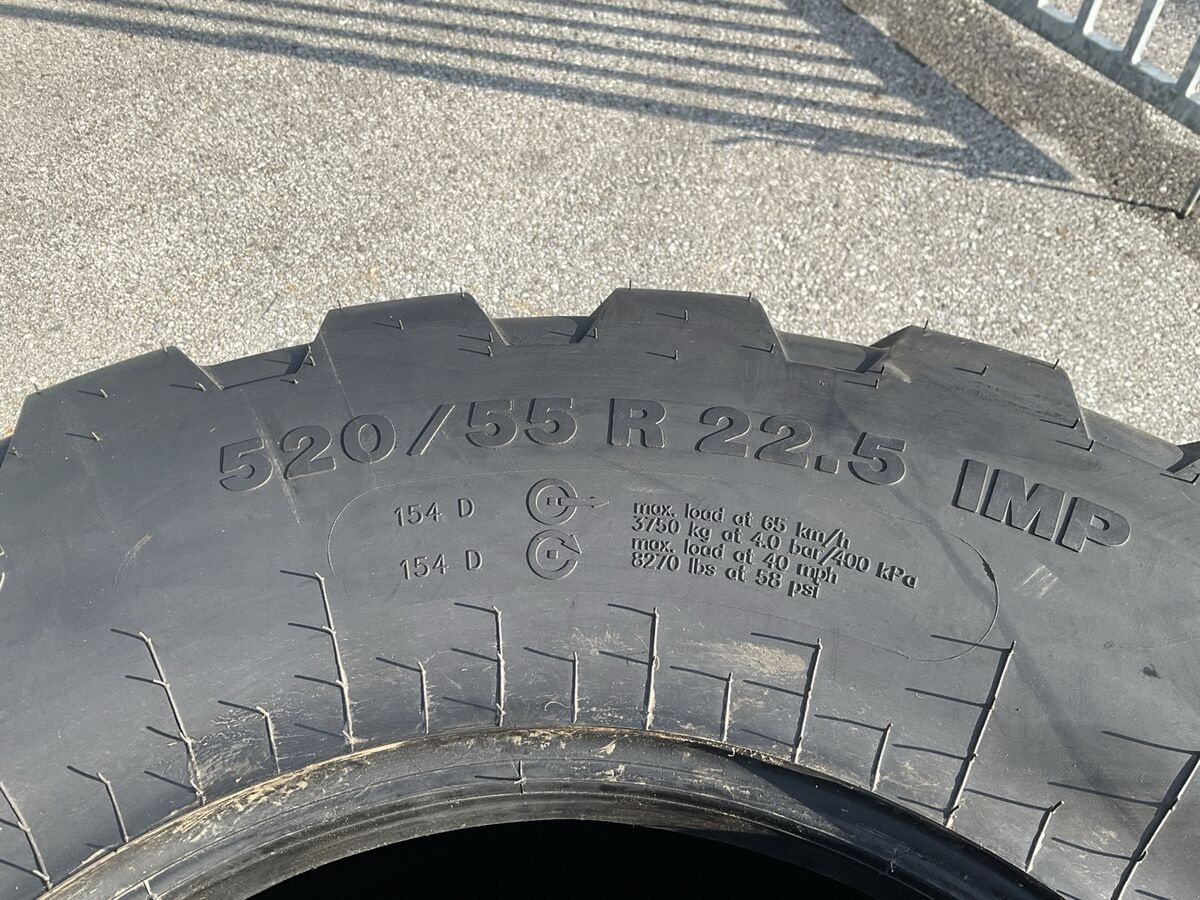 520/55 R 22.5 IMP
154 D
154 D
max. load at 65 km/h
3750 kg at 4.0 bar/400 kPa
max. load at 40 mph
8270 lbs at 58 psi